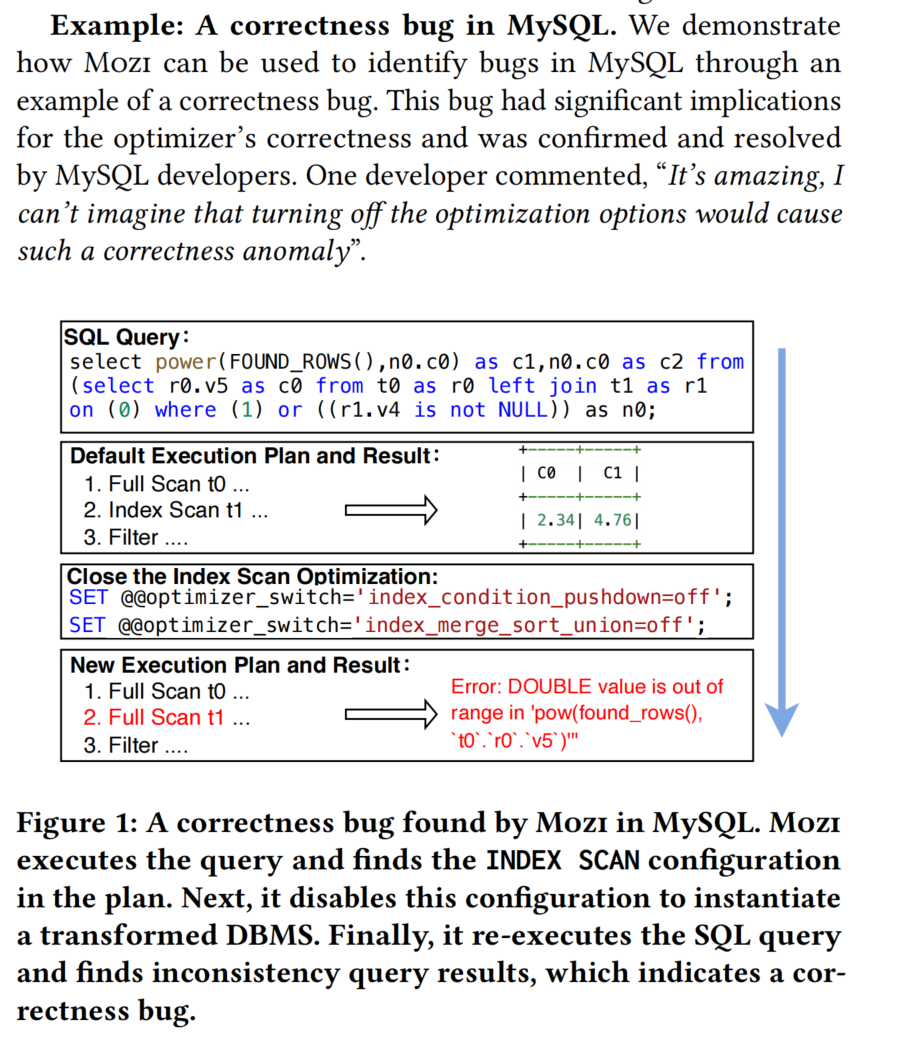 Example: A correctness bug in MySQL. We demonstrate
how Mozi can be used to identify bugs in MySQL through an
example of a correctness bug. This bug had significant implications
for the optimizer's correctness and was confirmed and resolved
by MySQL developers. One developer commented, “It's amazing, I
can't imagine that turning off the optimization options would cause
such a correctness anomaly”.
SQL Query:
select power(FOUND_ROWS(),n0.c0) as c1,n0.c0 as c2 from
(select r0.v5 as c0 from t0 as r0 left join t1 as r1
on (0) where (1) or ((r1.v4 is not NULL)) as n0;
Default Execution Plan and Result:
1. Full Scan t0 ...
2. Index Scan t1 ...
3. Filter ....
+-----+-----+
| C0 | C1 |
+-----+-----+
| 2.34| 4.76|
+-----+-----+
Close the Index Scan Optimization:
SET @@optimizer_switch='index_condition_pushdown=off';
SET @@optimizer_switch='index_merge_sort_union=off';
New Execution Plan and Result:
1. Full Scan t0 ...
2. Full Scan t1 ...
3. Filter ....
Error: DOUBLE value is out of
range in 'pow(found_rows(),
`t0`.`r0`.`v5`)'"
Figure 1: A correctness bug found by Mozi in MySQL. Mozi
executes the query and finds the INDEX SCAN configuration
in the plan. Next, it disables this configuration to instantiate
a transformed DBMS. Finally, it re-executes the SQL query
and finds inconsistency query results, which indicates a cor-
rectness bug.